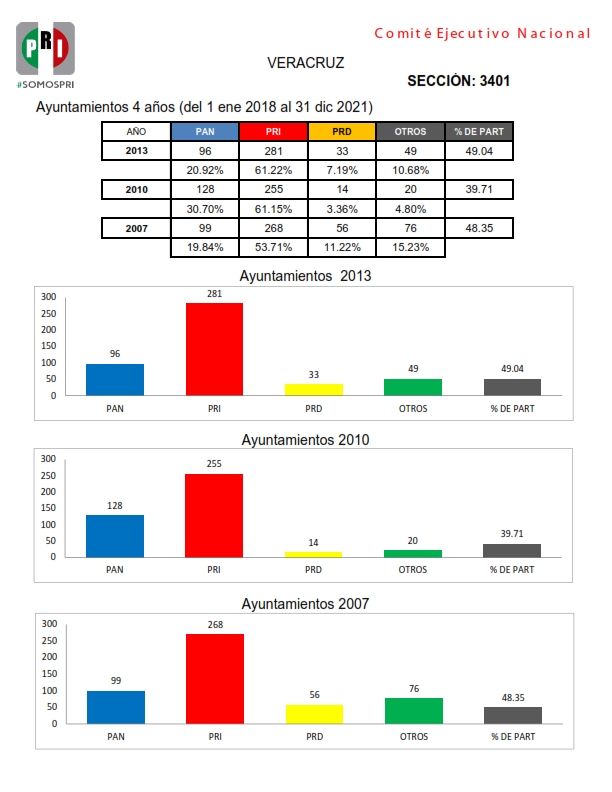 Comité Ejecutivo Nacional
PRI
#SOMOSPRI
VERACRUZ
SECCIÓN: 3401
Ayuntamientos 4 años (del 1 ene 2018 al 31 dic 2021)
AÑO PAN PRI PRD OTROS % DE PART
2013 96 281 33 49 49.04
20.92% 61.22% 7.19% 10.68%
2010 128 255 14 20 39.71
30.70% 61.15% 3.36% 4.80%
2007 99 268 56 76 48.35
19.84% 53.71% 11.22% 15.23%
Ayuntamientos 2013
300
250
200
150
100
50
0
96 281 33 49 49.04
PAN PRI PRD OTROS % DE PART
Ayuntamientos 2010
300
250
200
150
100
50
0
128 255 14 20 39.71
PAN PRI PRD OTROS % DE PART
Ayuntamientos 2007
300
250
200
150
100
50
0
99 268 56 76 48.35
PAN PRI PRD OTROS % DE PART